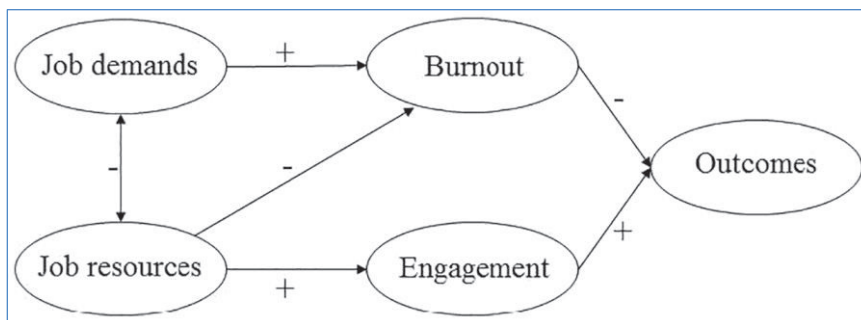 Job demands
+
Burnout
-
-
-
Outcomes
Job resources
+
Engagement
+